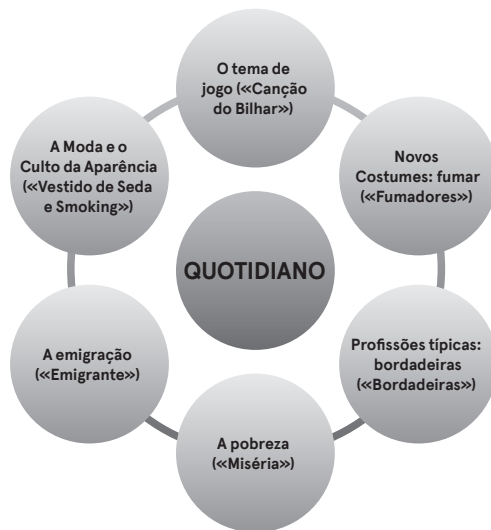 O tema de
jogo («Canção
do Bilhar»)
Novos
Costumes: fumar
(«Fumadores»)
Profissões típicas:
bordadeiras
(«Bordadeiras»)
A pobreza
(«Miséria»)
A emigração
(«Emigrante»)
A Moda e o
Culto da Aparência
(«Vestido de Seda
e Smoking»)
QUOTIDIANO